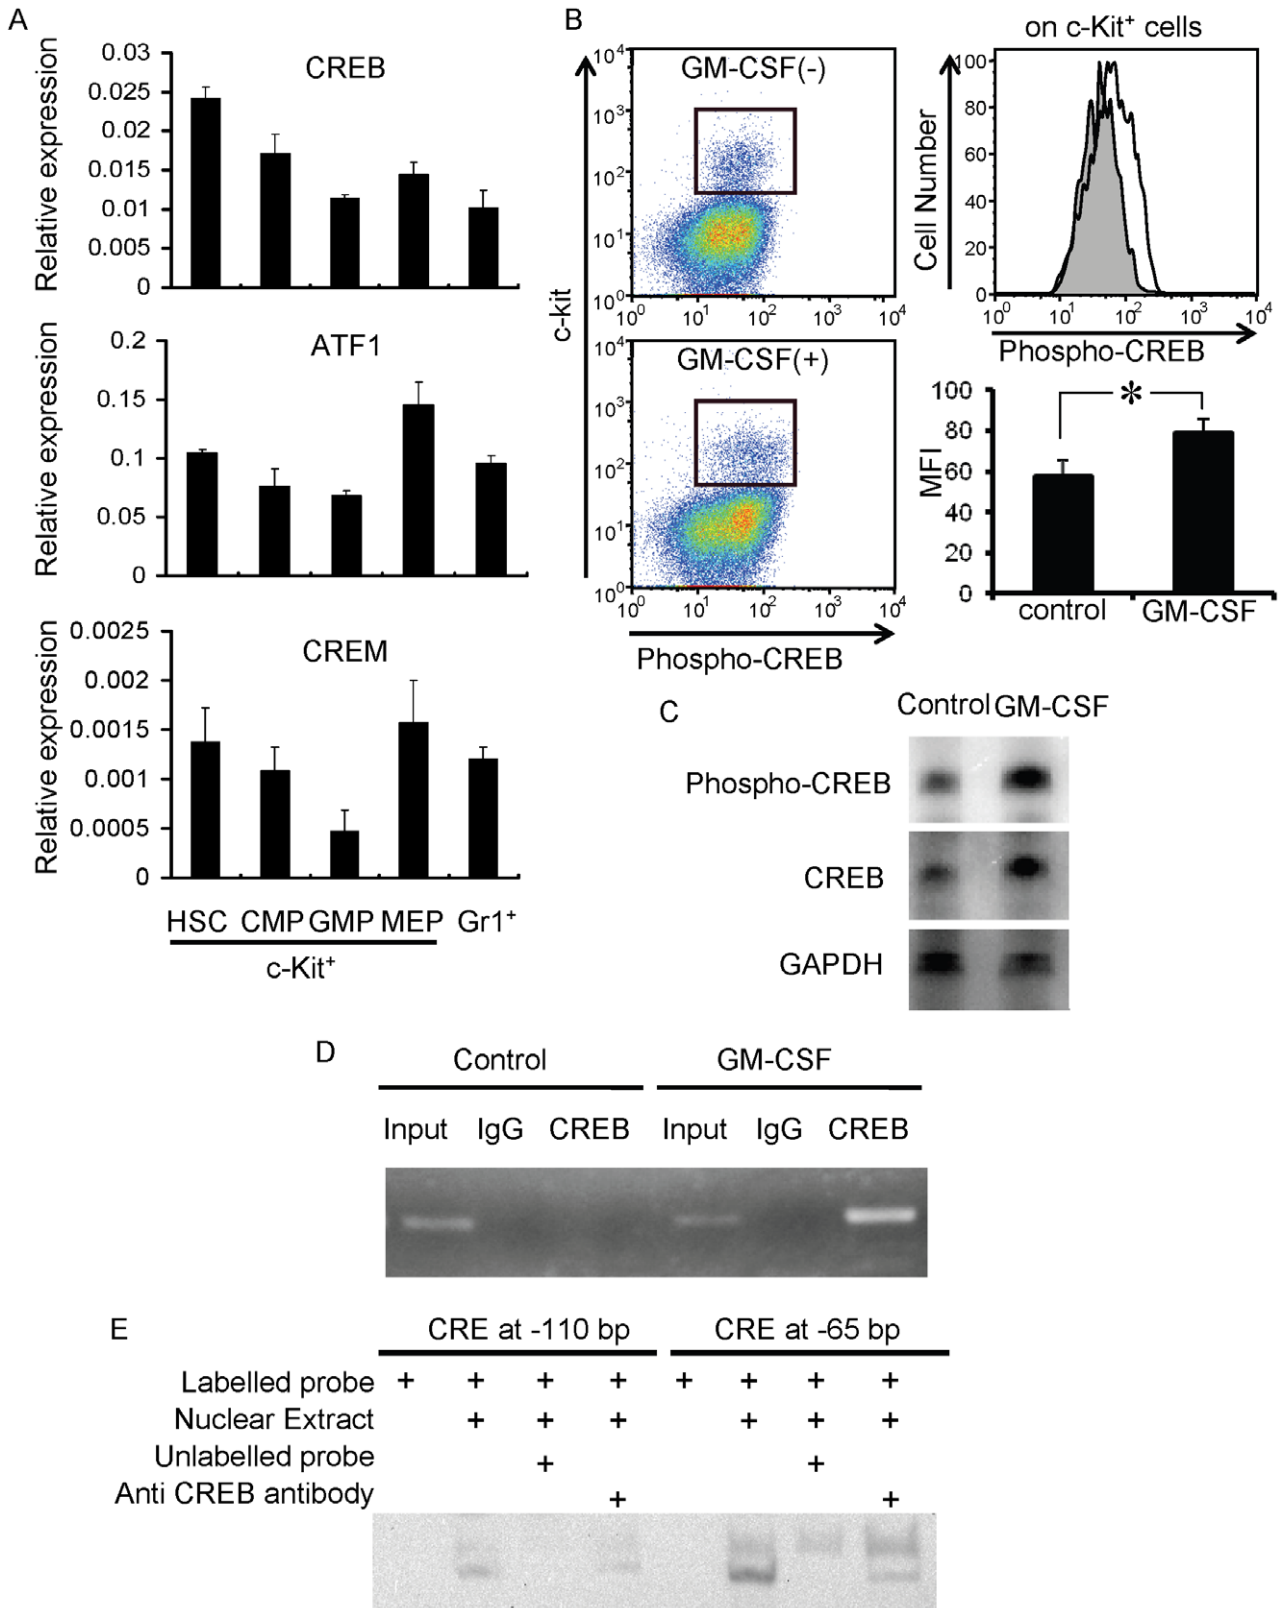 A
CREB
Relative expression
0.03
0.025
0.02
0.015
0.01
0.005
0
ATF1
Relative expression
0.2
0.15
0.1
0.05
0
CREM
Relative expression
0.0025
0.002
0.0015
0.001
0.0005
0
HSC CMP GMP MEP Gr1⁺
c-Kit⁺
B
GM-CSF(-)
10⁴
10³
10²
10¹
10⁰
10⁰ 10¹ 10² 10³ 10⁴
c-kit
GM-CSF(+)
10⁴
10³
10²
10¹
10⁰
10⁰ 10¹ 10² 10³ 10⁴
Phospho-CREB
on c-Kit⁺ cells
Cell Number
100
80
60
40
20
0
10⁰ 10¹ 10² 10³ 10⁴
Phospho-CREB
MFI
100
80
60
40
20
0
*
control GM-CSF
C
Control GM-CSF
Phospho-CREB
CREB
GAPDH
D
Control GM-CSF
Input IgG CREB Input IgG CREB
E
CRE at -110 bp CRE at -65 bp
Labelled probe + + + + + + + +
Nuclear Extract + + + + + +
Unlabelled probe + +
Anti CREB antibody + +